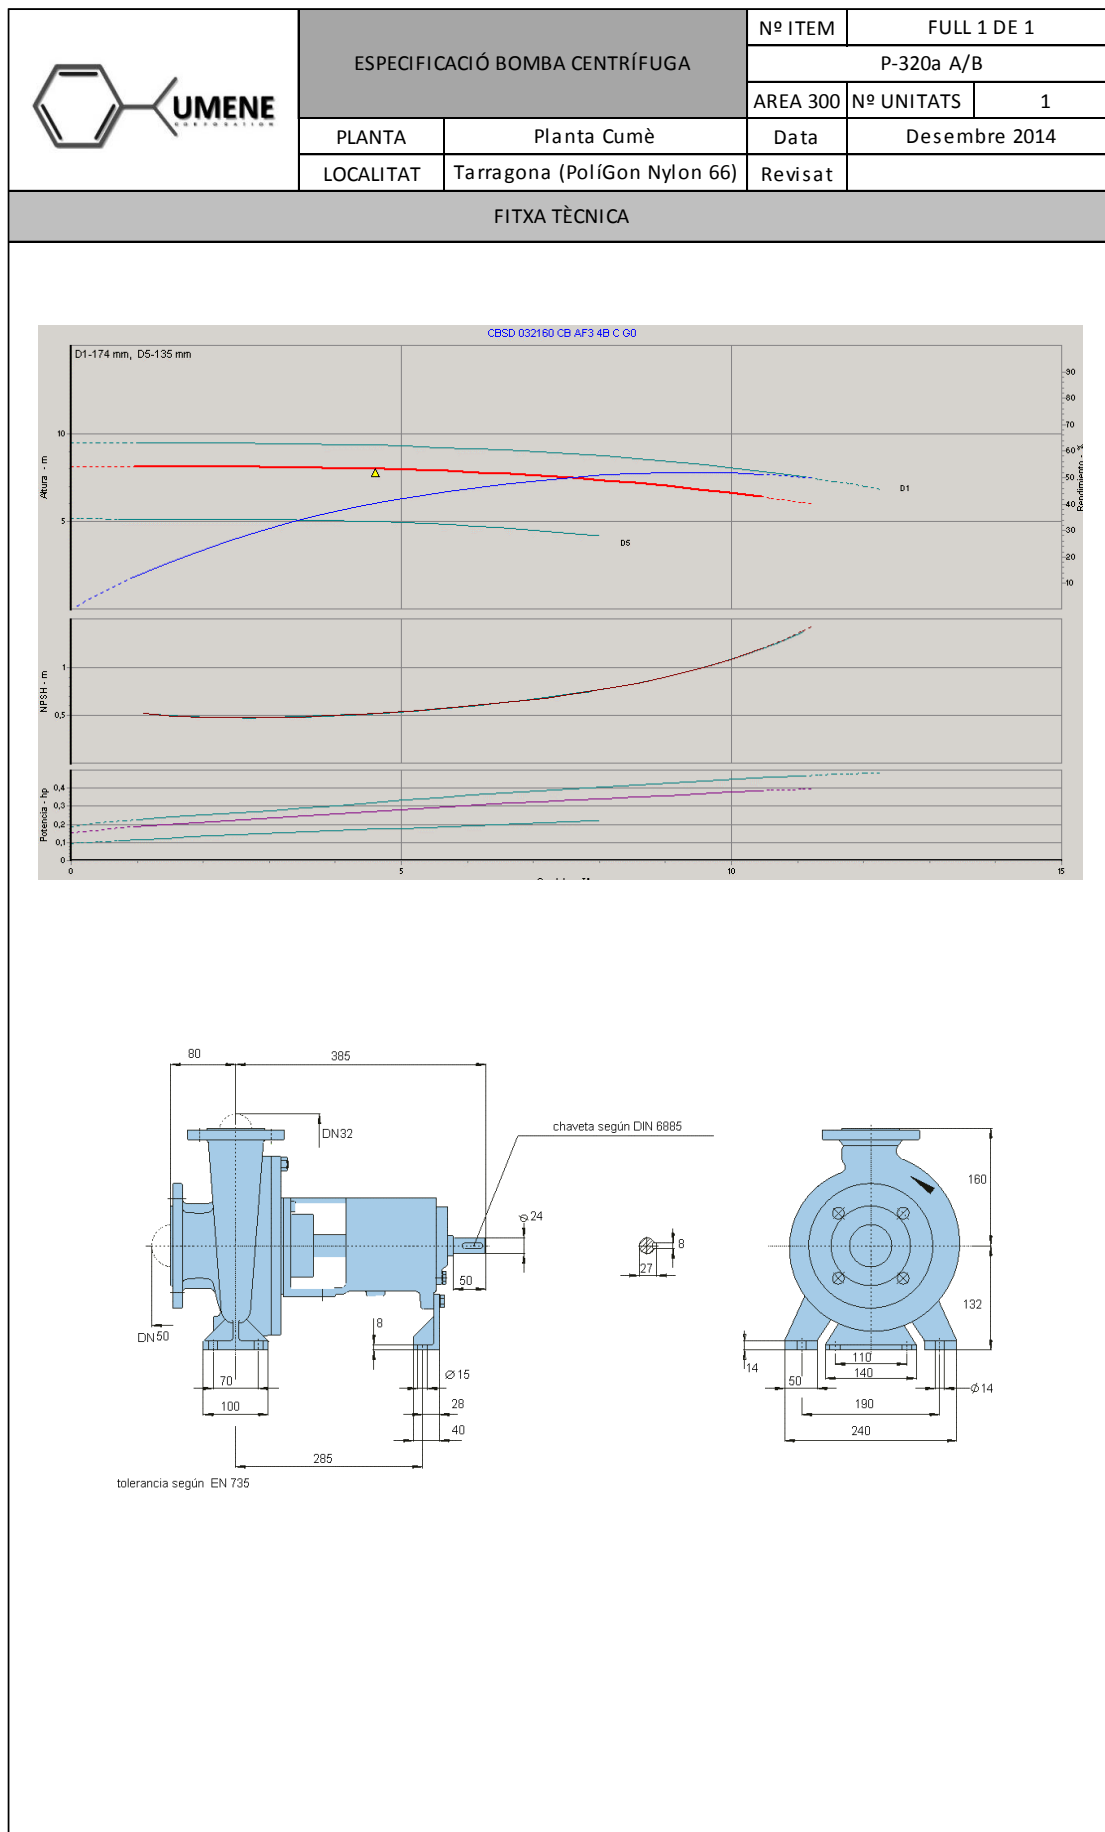 UMENE
CORPORATION
ESPECIFICACIÓ BOMBA CENTRÍFUGA
Nº ITEM
FULL 1 DE 1
P-320a A/B
AREA 300
Nº UNITATS
1
PLANTA
Planta Cumè
Data
Desembre 2014
LOCALITAT
Tarragona (PolíGon Nylon 66)
Revisat
FITXA TÈCNICA
CBSD 032160 CB AF3 4B C G0
D1-174 mm, D5-135 mm
Altura - m
10
5
90
80
70
60
50
40
30
20
10
Rendimiento - %
D1
D5
NPSH - m
1
0,5
Potencia - hp
0,4
0,3
0,2
0,1
0
0
5
10
15
80
385
DN32
chaveta según DIN 6885
160
Ø 24
8
27
50
132
DN50
8
14
110
Ø 15
70
50
140
Ø 14
100
28
190
40
240
285
tolerancia según EN 735